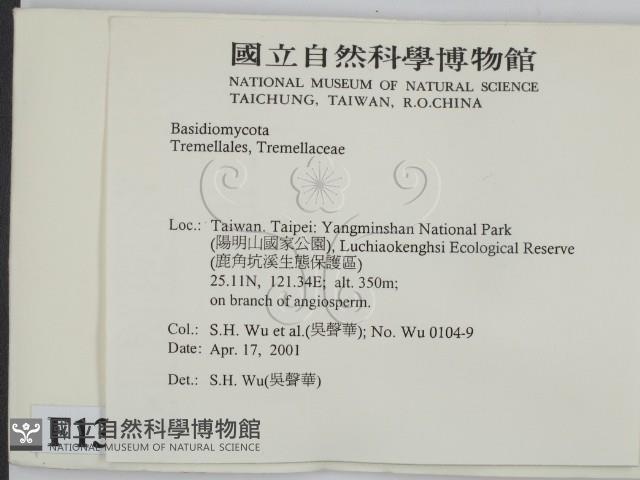 國立自然科學博物館
NATIONAL MUSEUM OF NATURAL SCIENCE
TAICHUNG, TAIWAN, R.O.CHINA
Basidiomycota
Tremellales, Tremellaceae
Loc.: Taiwan. Taipei: Yangminshan National Park
(陽明山國家公園), Luchiaokenghsi Ecological Reserve
(鹿角坑溪生態保護區)
25.11N, 121.34E; alt. 350m;
on branch of angiosperm.
Col.: S.H. Wu et al.(吳聲華); No. Wu 0104-9
Date: Apr. 17, 2001
Det.: S.H. Wu(吳聲華)
F13
國立自然科學博物館
NATIONAL MUSEUM OF NATURAL SCIENCE